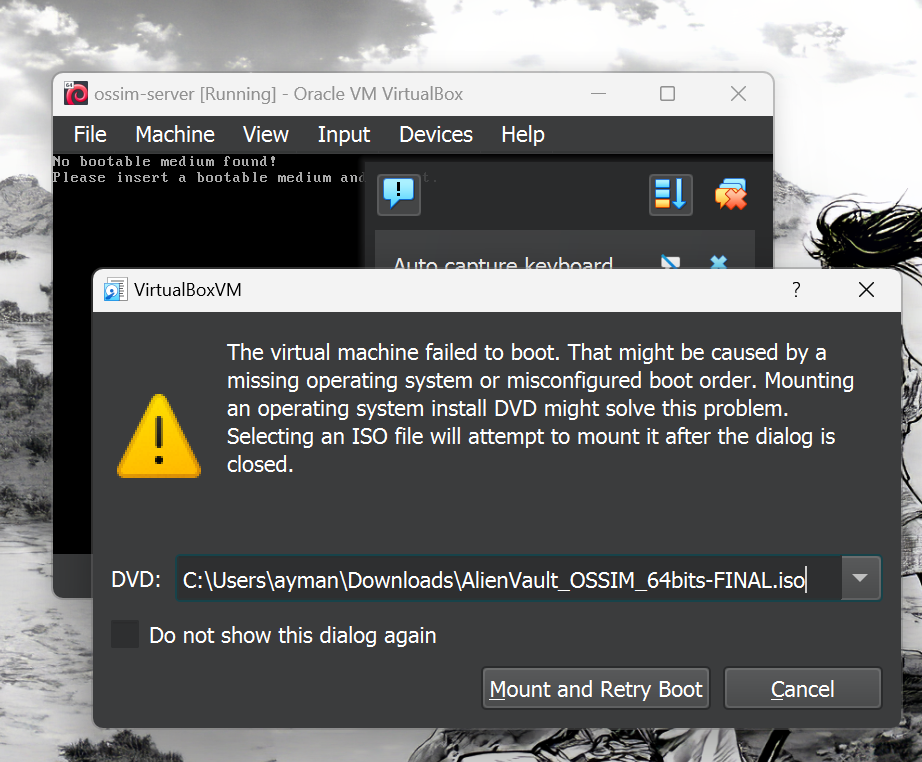 64
ossim-server [Running] - Oracle VM VirtualBox
File Machine View Input Devices Help
No bootable medium found!
Please insert a bootable medium and
Auto capture keyboard
VirtualBoxVM
?
The virtual machine failed to boot. That might be caused by a
missing operating system or misconfigured boot order. Mounting
an operating system install DVD might solve this problem.
Selecting an ISO file will attempt to mount it after the dialog is
closed.
DVD: C:\Users\ayman\Downloads\AlienVault_OSSIM_64bits-FINAL.iso
Do not show this dialog again
Mount and Retry Boot Cancel